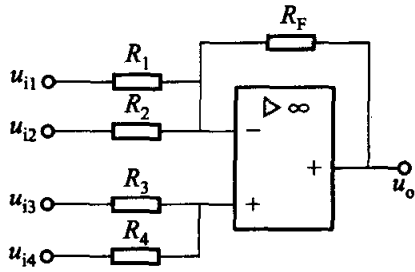 R_F
u_i1 R_1
u_i2 R_2
▷ ∞
−
+ u_o
u_i3 R_3 +
u_i4 R_4